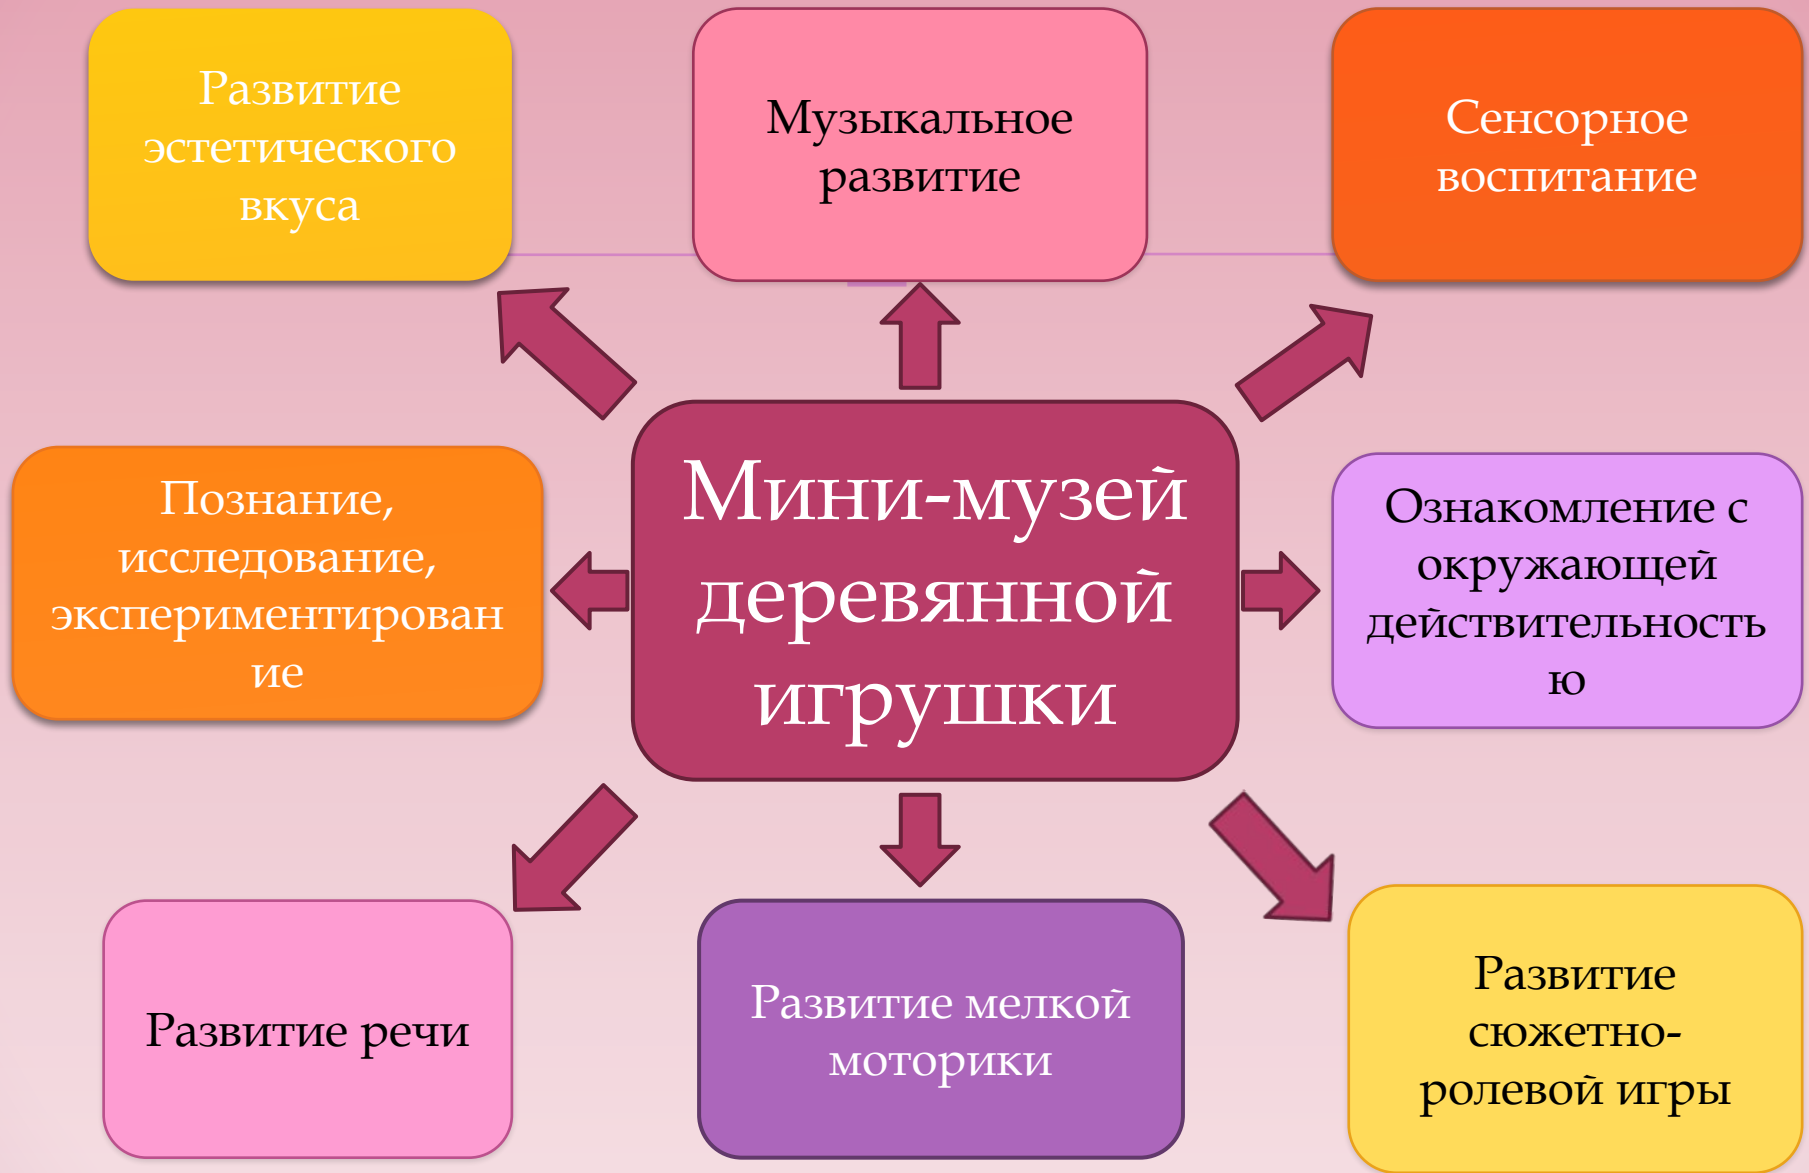 Развитие
эстетического
вкуса
Музыкальное
развитие
Сенсорное
воспитание
Познание,
исследование,
экспериментирован
ие
Мини-музей
деревянной
игрушки
Ознакомление с
окружающей
действительность
ю
Развитие речи
Развитие мелкой
моторики
Развитие
сюжетно-
ролевой игры